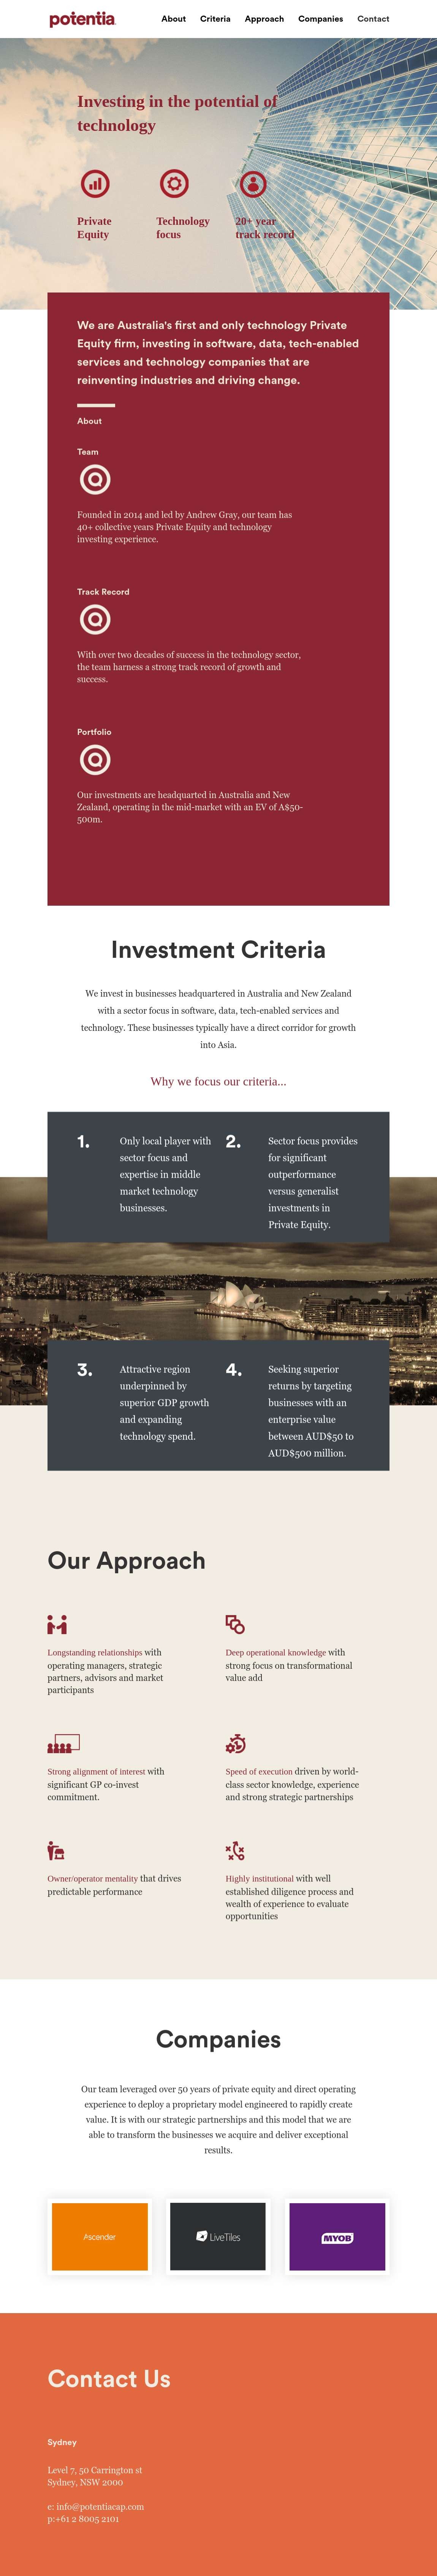 potentia.
About Criteria Approach Companies Contact
Investing in the potential of
technology
Private
Equity
Technology
focus
20+ year
track record
We are Australia's first and only technology Private
Equity firm, investing in software, data, tech-enabled
services and technology companies that are
reinventing industries and driving change.
About
Team
Founded in 2014 and led by Andrew Gray, our team has
40+ collective years Private Equity and technology
investing experience.
Track Record
With over two decades of success in the technology sector,
the team harness a strong track record of growth and
success.
Portfolio
Our investments are headquarted in Australia and New
Zealand, operating in the mid-market with an EV of A$50-
500m.
Investment Criteria
We invest in businesses headquartered in Australia and New Zealand
with a sector focus in software, data, tech-enabled services and
technology. These businesses typically have a direct corridor for growth
into Asia.
Why we focus our criteria...
1.
Only local player with
sector focus and
expertise in middle
market technology
businesses.
2.
Sector focus provides
for significant
outperformance
versus generalist
investments in
Private Equity.
3.
Attractive region
underpinned by
superior GDP growth
and expanding
technology spend.
4.
Seeking superior
returns by targeting
businesses with an
enterprise value
between AUD$50 to
AUD$500 million.
Our Approach
Longstanding relationships with
operating managers, strategic
partners, advisors and market
participants
Deep operational knowledge with
strong focus on transformational
value add
Strong alignment of interest with
significant GP co-invest
commitment.
Speed of execution driven by world-
class sector knowledge, experience
and strong strategic partnerships
Owner/operator mentality that drives
predictable performance
Highly institutional with well
established diligence process and
wealth of experience to evaluate
opportunities
Companies
Our team leveraged over 50 years of private equity and direct operating
experience to deploy a proprietary model engineered to rapidly create
value. It is with our strategic partnerships and this model that we are
able to transform the businesses we acquire and deliver exceptional
results.
Ascender
LiveTiles
MYOB
Contact Us
Sydney
Level 7, 50 Carrington st
Sydney, NSW 2000
e: info@potentiacap.com
p:+61 2 8005 2101